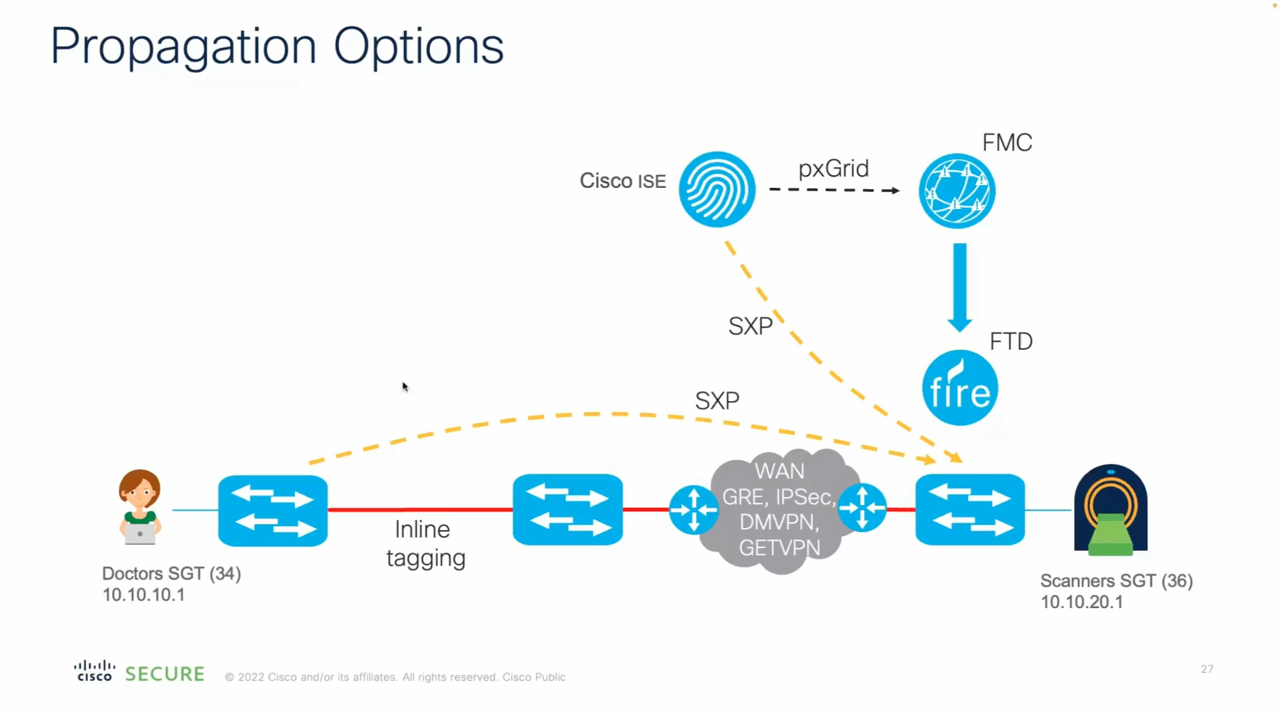 Propagation Options
FMC
pxGrid
Cisco ISE
SXP
FTD
fire
SXP
WAN
GRE, IPSec,
DMVPN,
GETVPN
Inline
tagging
Doctors SGT (34)
10.10.10.1
Scanners SGT (36)
10.10.20.1
cisco SECURE © 2022 Cisco and/or its affiliates. All rights reserved. Cisco Public
27